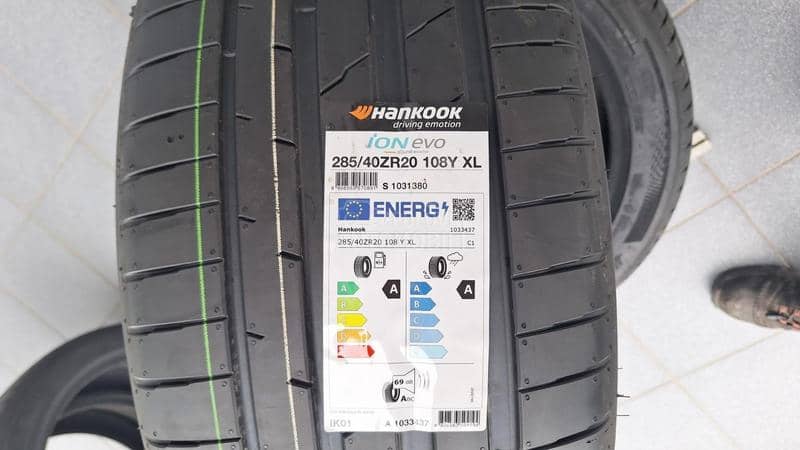 HANKOOK
driving emotion
iON evo
285/40ZR20 108Y XL
S 1031380
ENERG
Hankook
1033437
285/40ZR20 108 Y XL
C1
A
A
A
A
B
B
C
C
D
69 dB
ABC
IK01
A 1033437